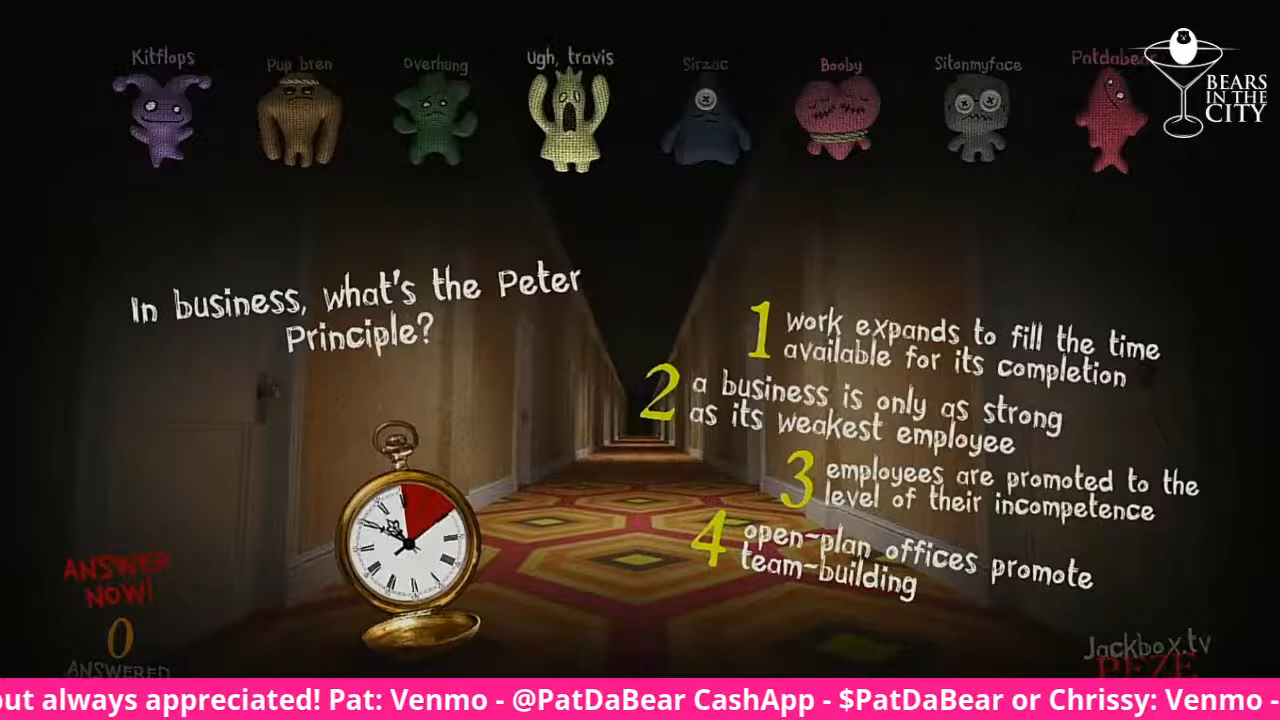 Kitflops
Pup bren
Overhung
Ugh, travis
Sirzac
Booby
Sitonmyface
Patdabear
BEARS
IN THE
CITY
In business, what's the Peter
Principle?
1 work expands to fill the time
available for its completion
2 a business is only as strong
as its weakest employee
3 employees are promoted to the
level of their incompetence
4 open-plan offices promote
team-building
ANSWER
NOW!
0
ANSWERED
Jackbox.tv
out always appreciated! Pat: Venmo - @PatDaBear CashApp - $PatDaBear or Chrissy: Venmo -